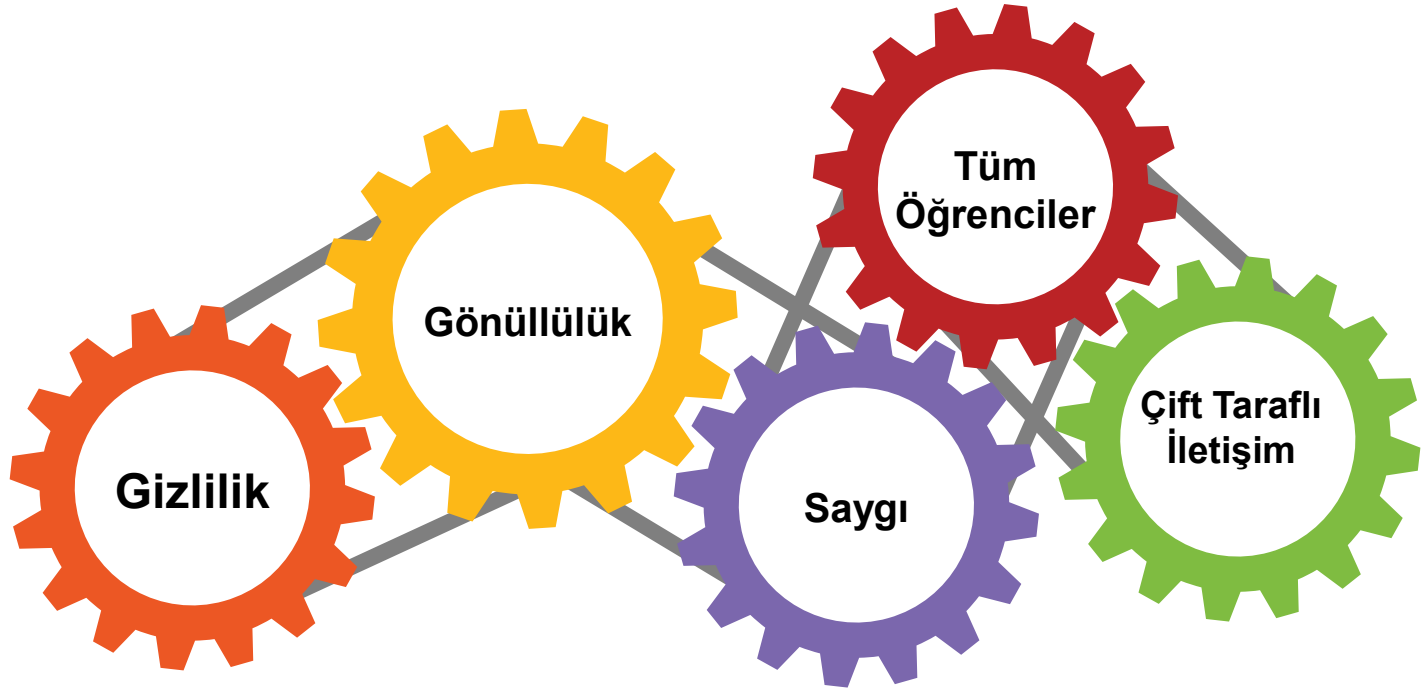 Gizlilik
Gönüllülük
Saygı
Tüm
Öğrenciler
Çift Taraflı
İletişim